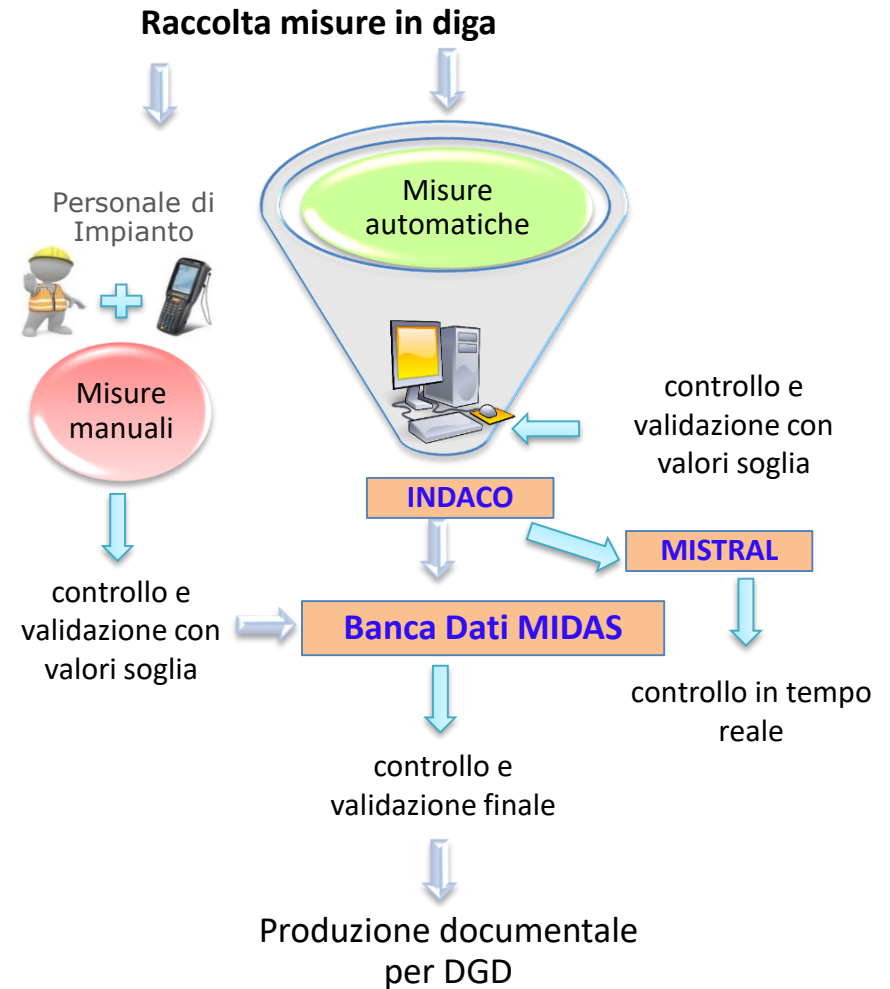 Raccolta misure in diga
Personale di
Impianto
Misure
manuali
controllo e
validazione con
valori soglia
Misure
automatiche
controllo e
validazione con
valori soglia
INDACO
MISTRAL
Banca Dati MIDAS
controllo in tempo
reale
controllo e
validazione finale
Produzione documentale
per DGD